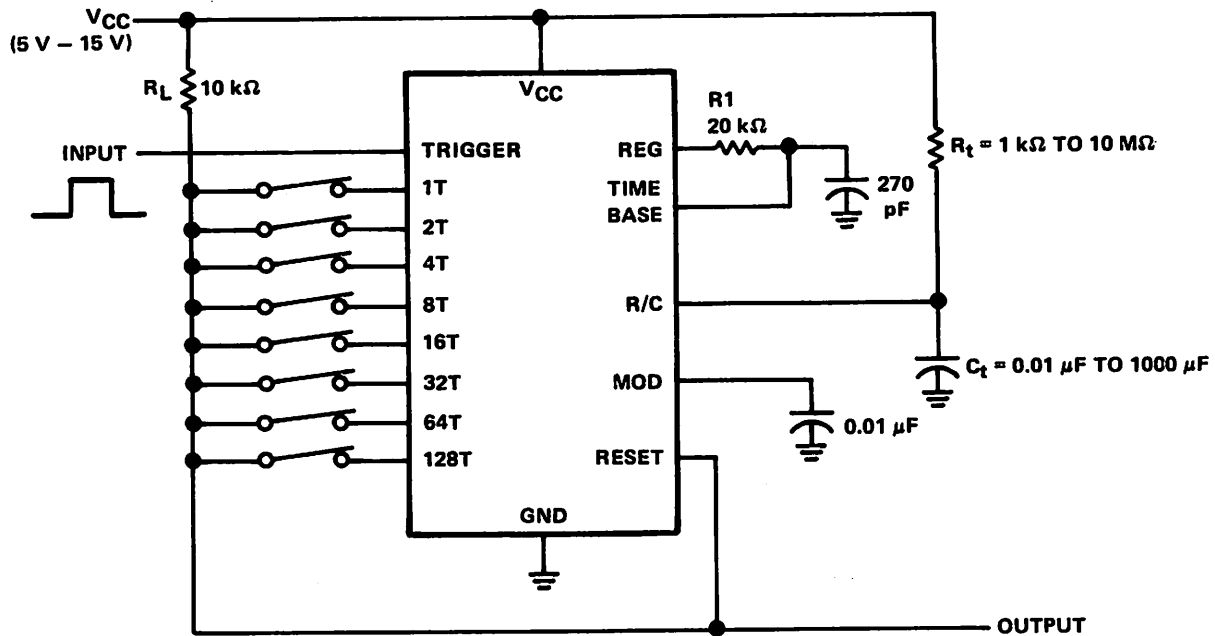 VCC
(5 V – 15 V)
RL 10 kΩ
VCC
R1
20 kΩ
INPUT
TRIGGER
REG
Rt = 1 kΩ TO 10 MΩ
1T
TIME
BASE
270
pF
2T
4T
8T
R/C
16T
Ct = 0.01 μF TO 1000 μF
32T
MOD
64T
0.01 μF
128T
RESET
GND
OUTPUT